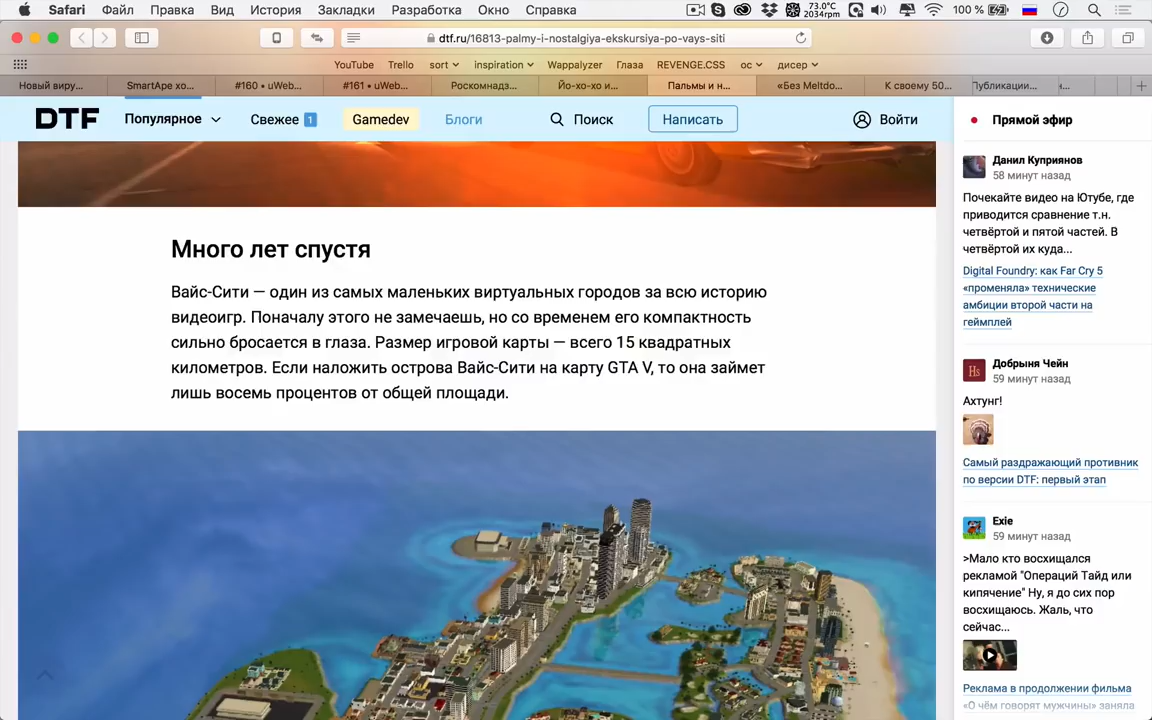 Safari Файл Правка Вид История Закладки Разработка Окно Справка 73.0°C 2034rpm 100 %
dtf.ru/16813-palmy-i-nostalgiya-ekskursiya-po-vays-siti
YouTube Trello sort inspiration Wappalyzer Глаза REVENGE.CSS ос дисер
Новый виру... SmartApe хо... #160 • uWeb... #161 • uWeb... Роскомнадз... Йо-хо-хо и... Пальмы и н... «Без Meltdo... К своему 50... Публикации... н...
DTF Популярное Свежее 1 Gamedev Блоги Поиск Написать Войти
Много лет спустя
Вайс-Сити — один из самых маленьких виртуальных городов за всю историю
видеоигр. Поначалу этого не замечаешь, но со временем его компактность
сильно бросается в глаза. Размер игровой карты — всего 15 квадратных
километров. Если наложить острова Вайс-Сити на карту GTA V, то она займет
лишь восемь процентов от общей площади.
Прямой эфир
Данил Куприянов
58 минут назад
Почекайте видео на Ютубе, где
приводится сравнение т.н.
четвёртой и пятой частей. В
четвёртой их куда...
Digital Foundry: как Far Cry 5
«променяла» технические
амбиции второй части на
геймплей
Hs
Добрыня Чейн
59 минут назад
Ахтунг!
Самый раздражающий противник
по версии DTF: первый этап
Exie
59 минут назад
>Мало кто восхищался
рекламой "Операций Тайд или
кипячение" Ну, я до сих пор
восхищаюсь. Жаль, что
сейчас...
Реклама в продолжении фильма
«О чём говорят мужчины» заняла